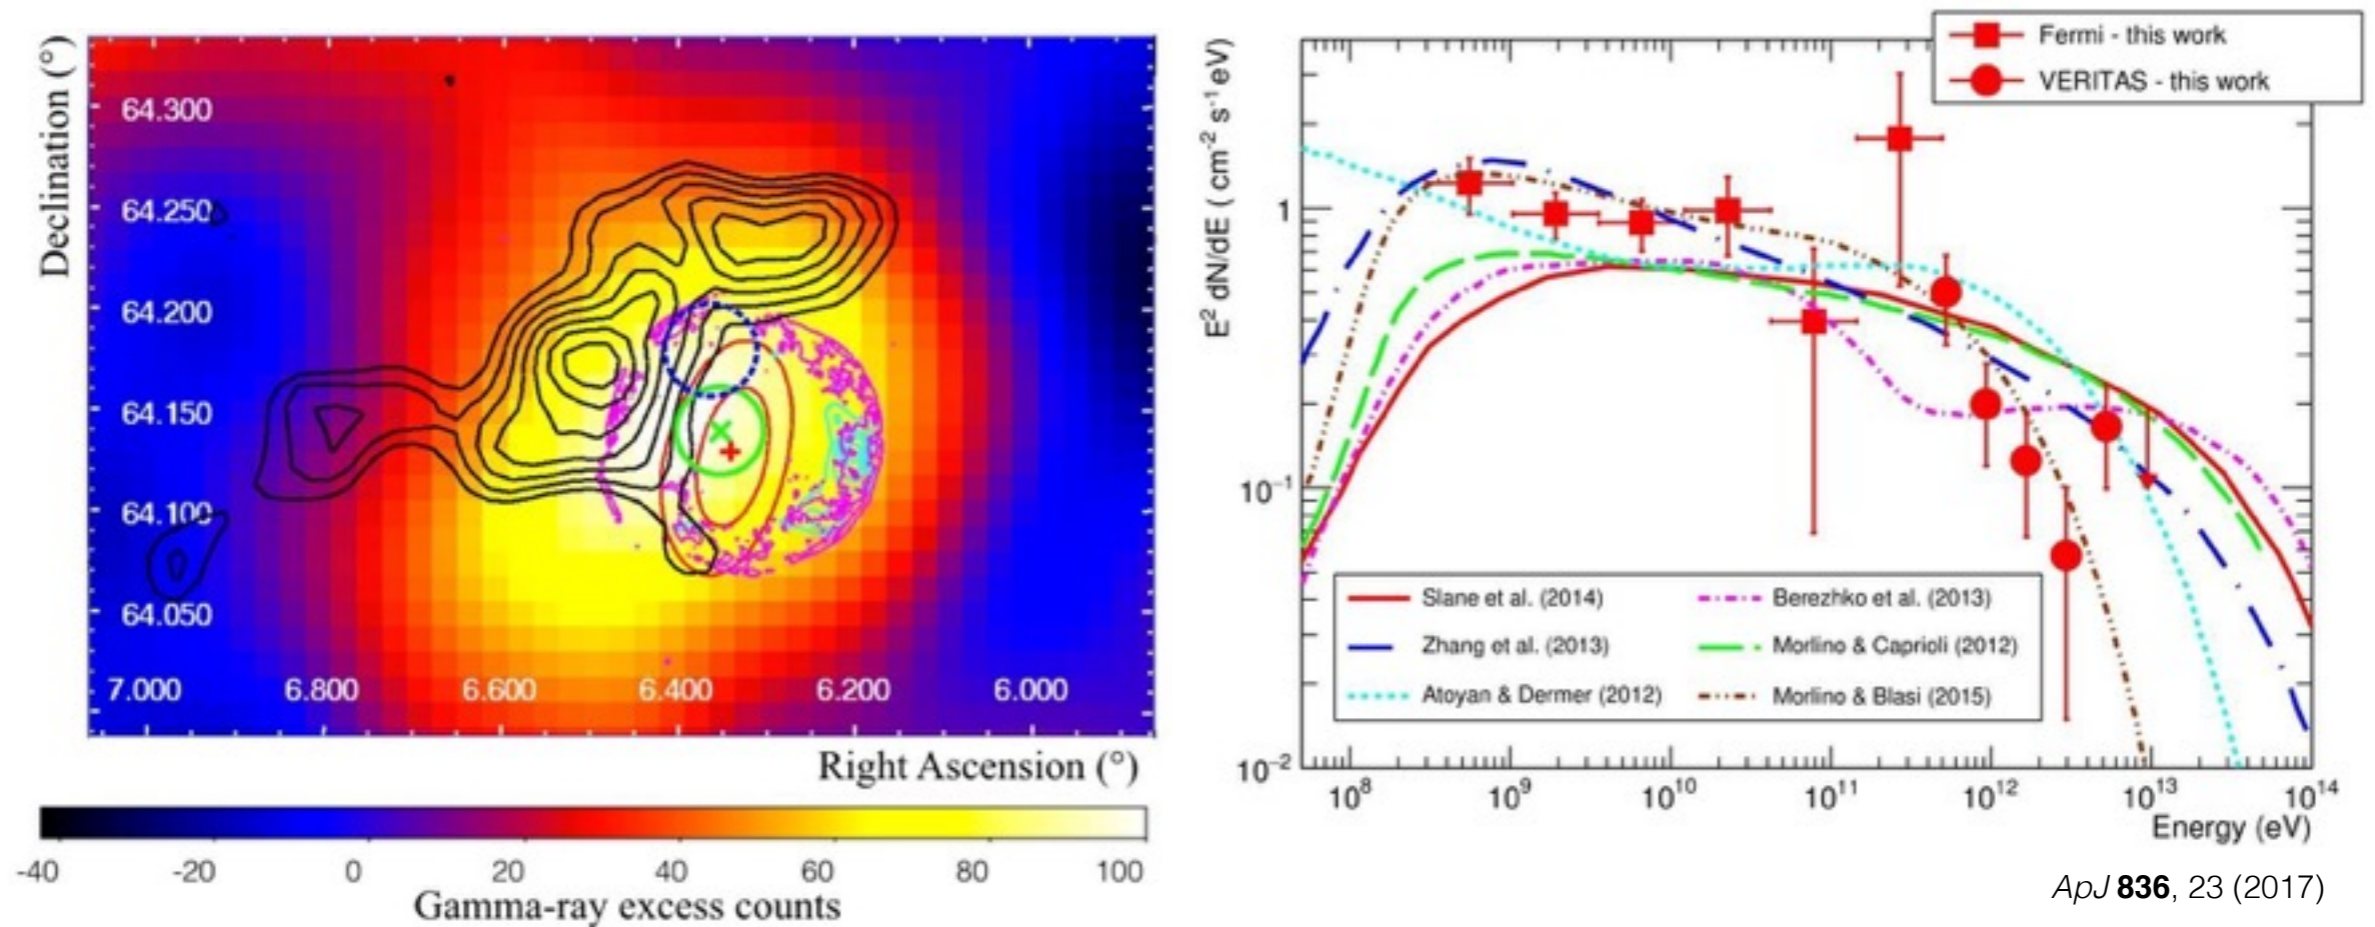 Declination (°)
64.300
64.250
64.200
64.150
64.100
64.050
7.000 6.800 6.600 6.400 6.200 6.000
Right Ascension (°)
-40 -20 0 20 40 60 80 100
Gamma-ray excess counts
E² dN/dE ( cm⁻² s⁻¹ eV)
Fermi - this work
VERITAS - this work
1
10⁻¹
10⁻²
Slane et al. (2014)
Zhang et al. (2013)
Atoyan & Dermer (2012)
Berezhko et al. (2013)
Morlino & Caprioli (2012)
Morlino & Blasi (2015)
10⁸ 10⁹ 10¹⁰ 10¹¹ 10¹² 10¹³ 10¹⁴
Energy (eV)
ApJ 836, 23 (2017)